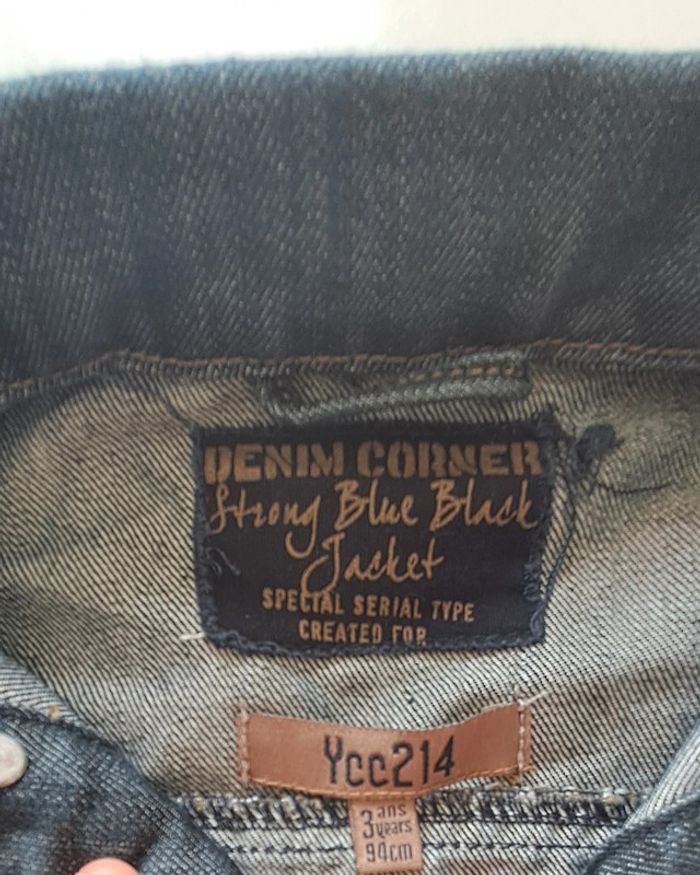 DENIM CORNER
Strong Blue Black
Jacket
SPECIAL SERIAL TYPE
CREATED FOR
Ycc214
3 ans
years
94cm